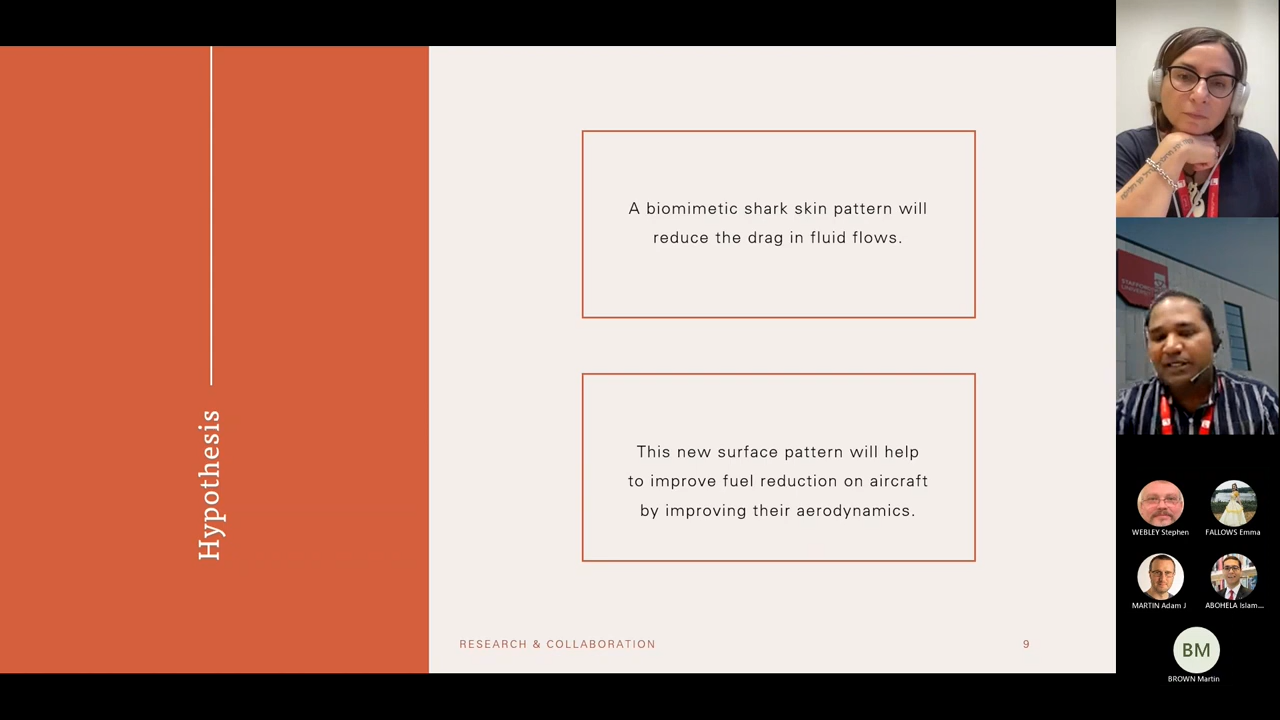 Hypothesis
A biomimetic shark skin pattern will
reduce the drag in fluid flows.
This new surface pattern will help
to improve fuel reduction on aircraft
by improving their aerodynamics.
RESEARCH & COLLABORATION
9
WEBLEY Stephen
FALLOWS Emma
MARTIN Adam J
ABOHELA Islam...
BM
BROWN Martin